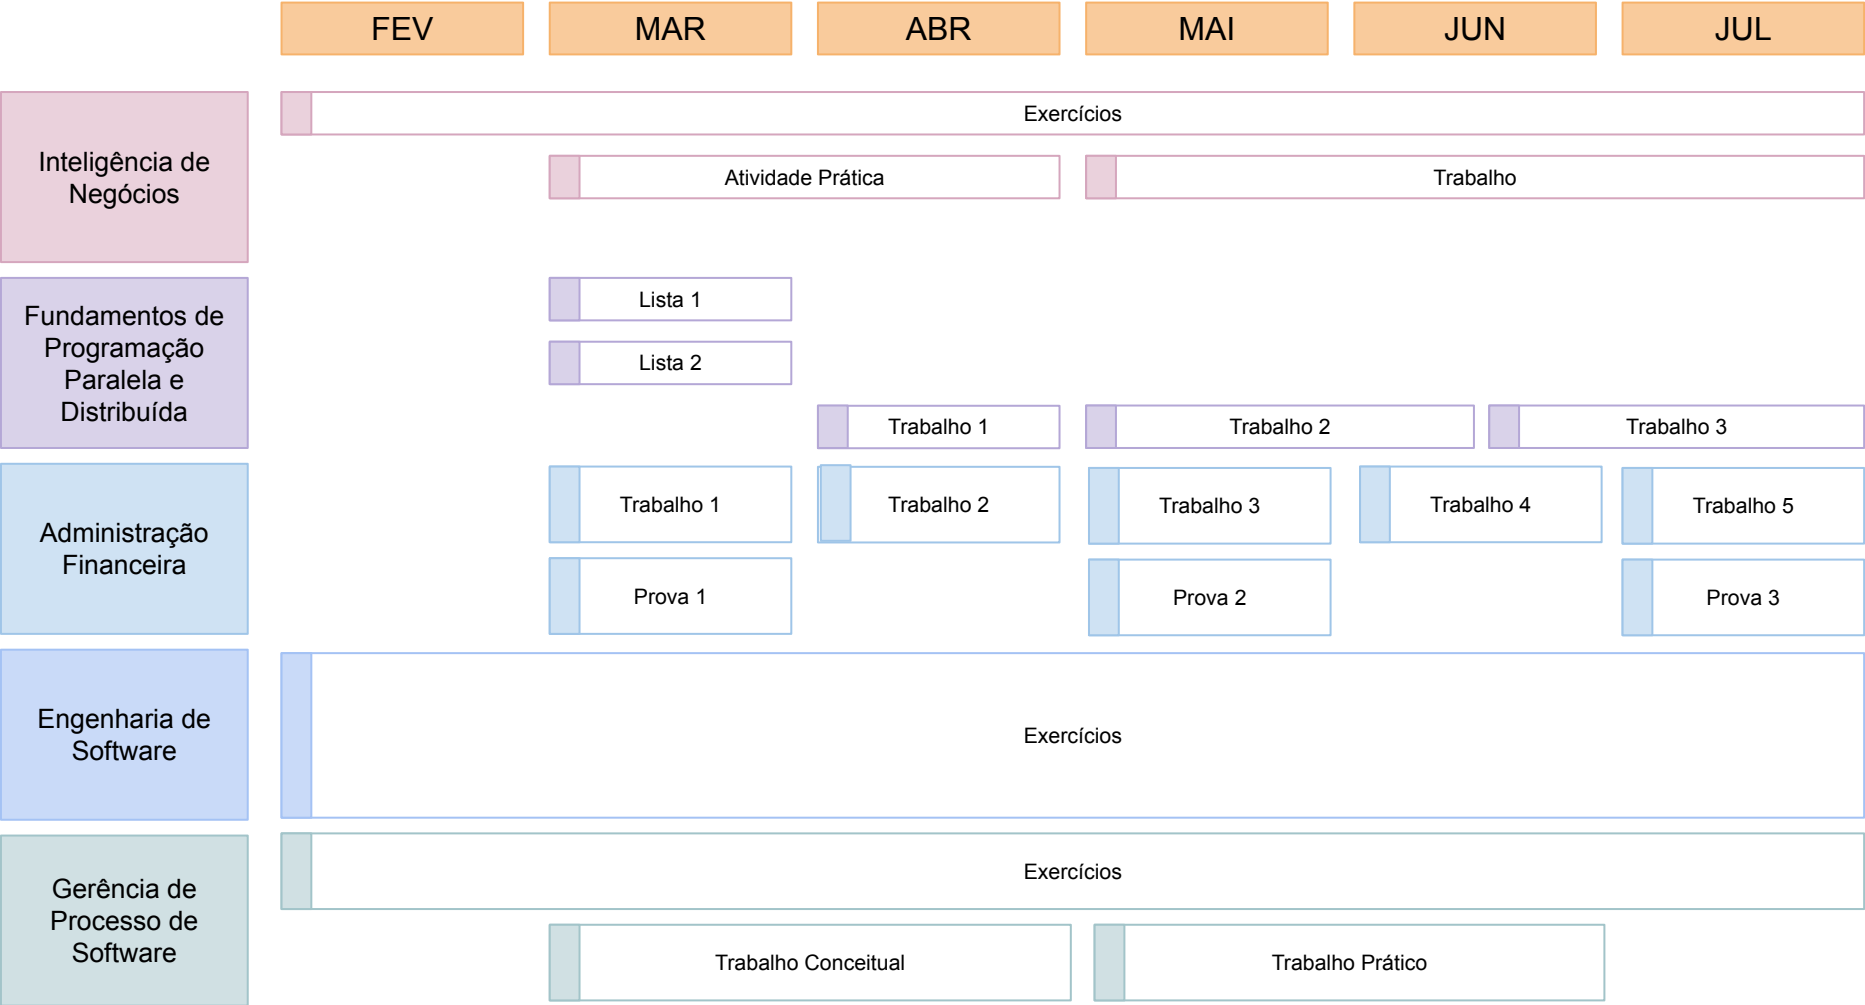 FEV MAR ABR MAI JUN JUL
Inteligência de
Negócios
Exercícios
Atividade Prática
Trabalho
Fundamentos de
Programação
Paralela e
Distribuída
Lista 1
Lista 2
Trabalho 1
Trabalho 2
Trabalho 3
Administração
Financeira
Trabalho 1
Trabalho 2
Trabalho 3
Trabalho 4
Trabalho 5
Prova 1
Prova 2
Prova 3
Engenharia de
Software
Exercícios
Gerência de
Processo de
Software
Exercícios
Trabalho Conceitual
Trabalho Prático